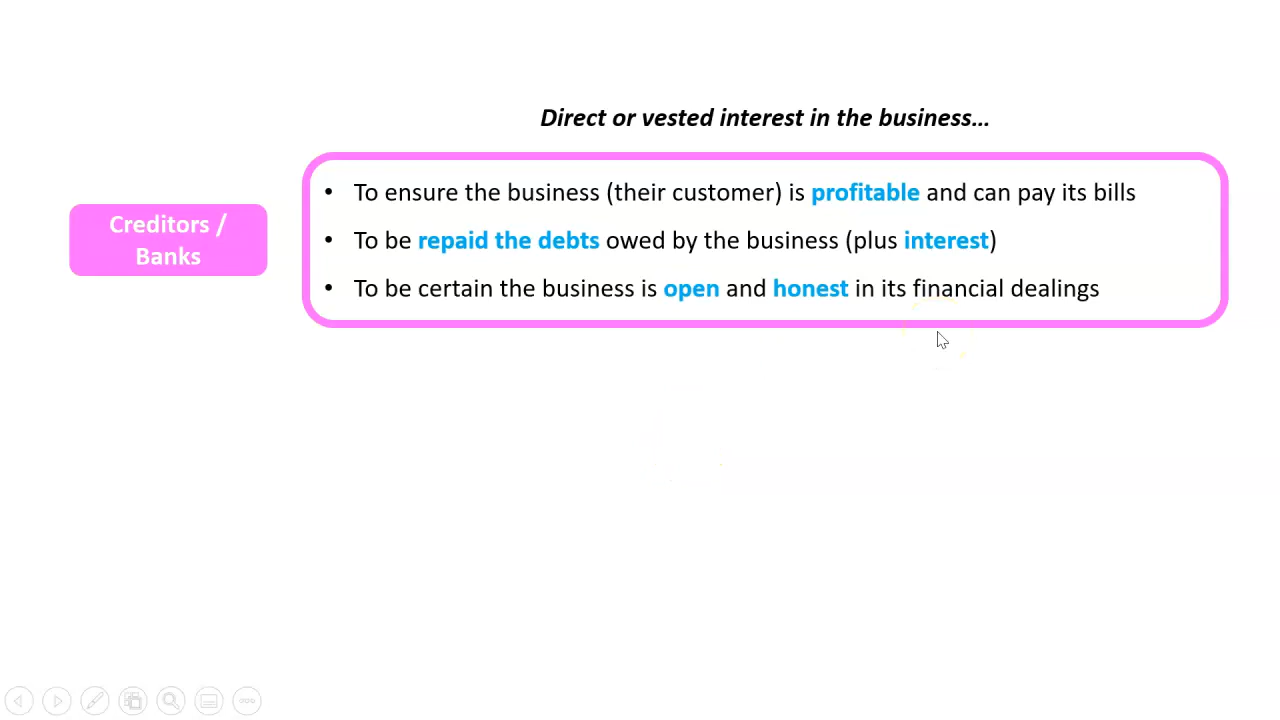 Direct or vested interest in the business...
Creditors /
Banks
• To ensure the business (their customer) is profitable and can pay its bills
• To be repaid the debts owed by the business (plus interest)
• To be certain the business is open and honest in its financial dealings